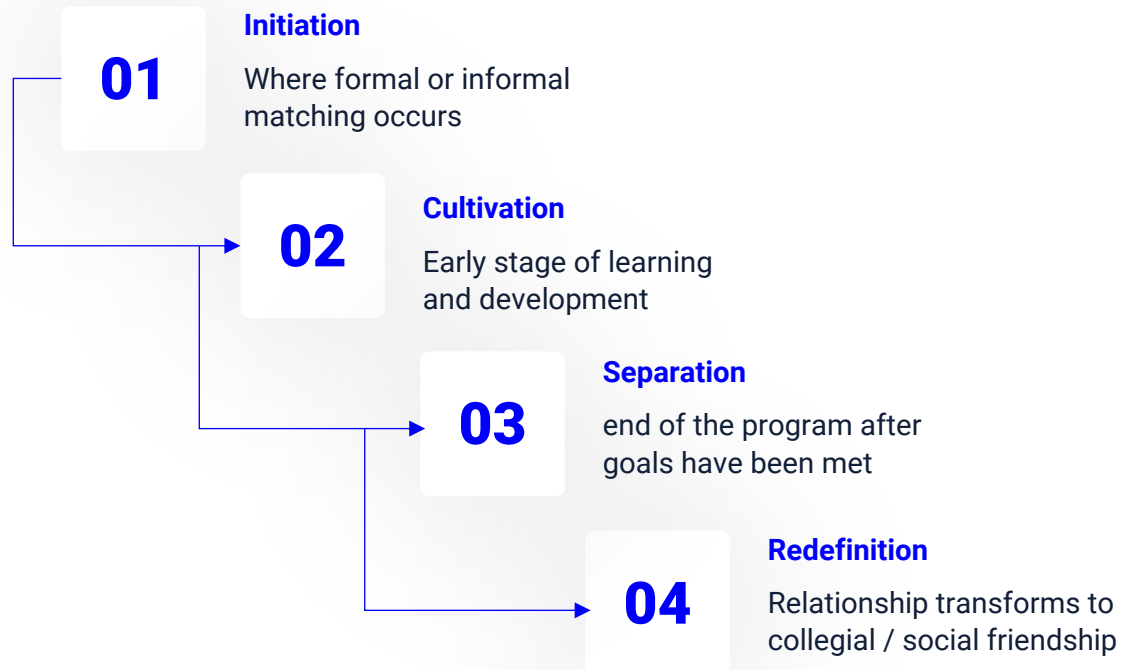 01
Initiation
Where formal or informal
matching occurs
02
Cultivation
Early stage of learning
and development
03
Separation
end of the program after
goals have been met
04
Redefinition
Relationship transforms to
collegial / social friendship